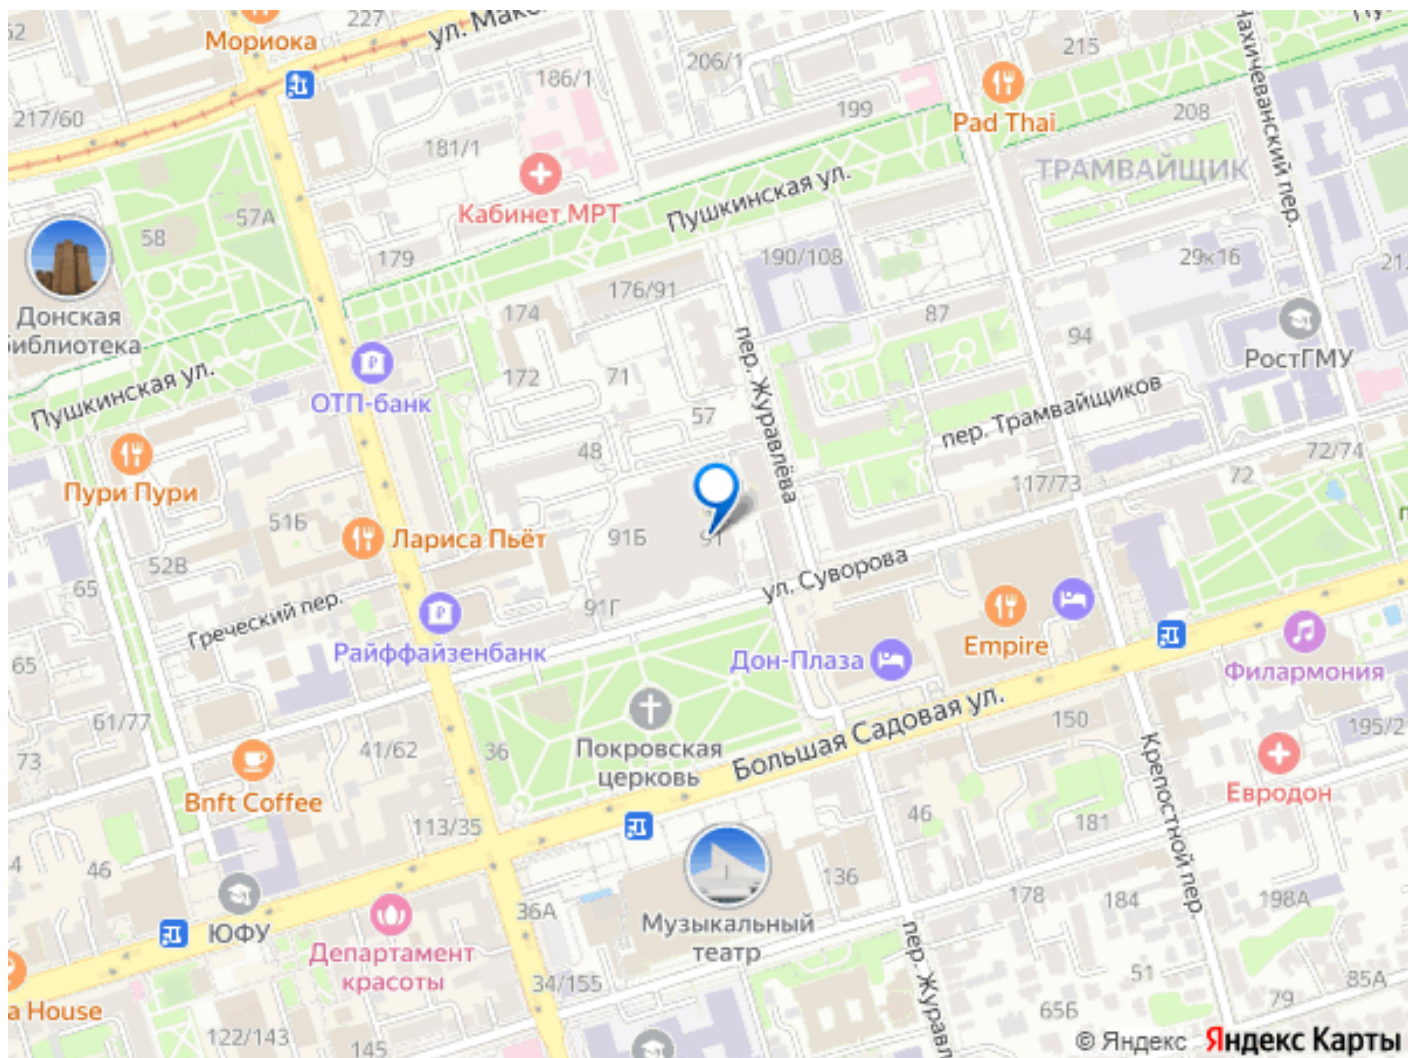 62
Мориока
227
ул. Макс
217/60
186/1
206/1
215
Нахичеванский пер.
Pad Thai
199
208
181/1
ТРАМВАЙЩИК
Кабинет МРТ
Пушкинская ул.
57А
58
179
190/108
29к16
Донская
библиотека
176/91
174
87
94
РостГМУ
пер. Журавлёва
ОТП-банк
172
71
Пушкинская ул.
57
пер. Трамвайщиков
48
72/74
72
117/73
Пури Пури
51Б
Лариса Пьёт
91Б
91
52В
65
ул. Суворова
Греческий пер.
91Г
Empire
Райффайзенбанк
Дон-Плаза
Филармония
65
61/77
73
41/62
36
Покровская
церковь
Большая Садовая ул.
150
195/2
Bnft Coffee
Крепостной пер.
Евродон
113/35
46
181
46
136
178
184
198А
36А
ЮФУ
Музыкальный
театр
Департамент
красоты
пер. Журавл
34/155
51
85А
a House
65Б
79
122/143
145
© Яндекс Яндекс Карты